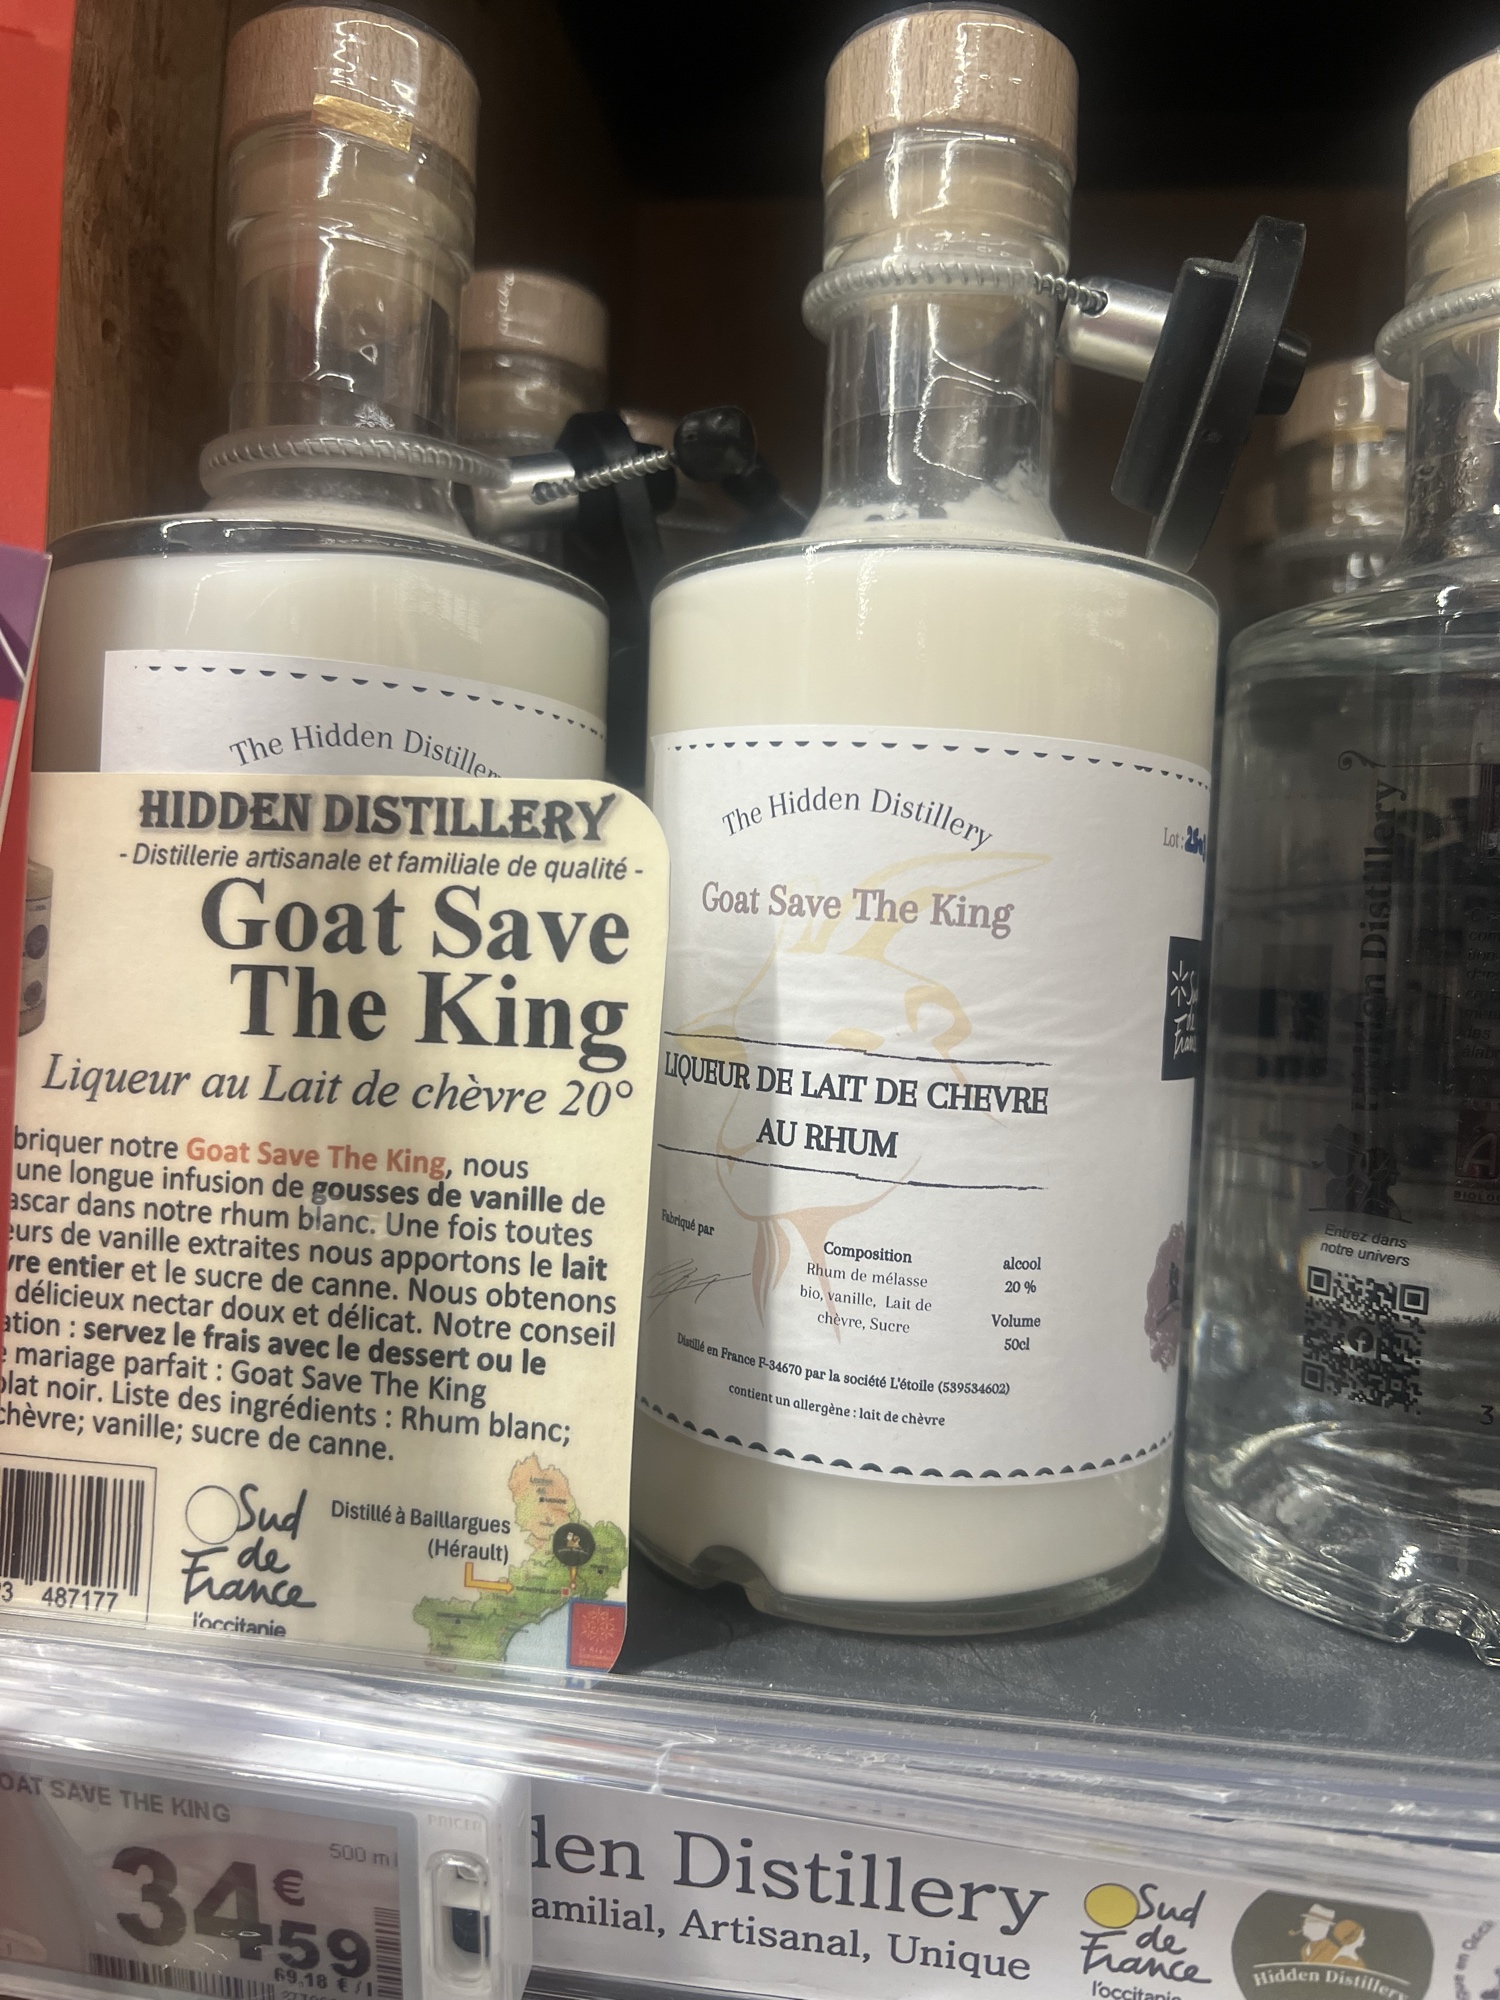 The Hidden Distiller
HIDDEN DISTILLERY
- Distillerie artisanale et familiale de qualité -
Goat Save
The King
Liqueur au Lait de chèvre 20°
briquer notre Goat Save The King, nous
une longue infusion de gousses de vanille de
ascar dans notre rhum blanc. Une fois toutes
eurs de vanille extraites nous apportons le lait
vre entier et le sucre de canne. Nous obtenons
délicieux nectar doux et délicat. Notre conseil
ation : servez le frais avec le dessert ou le
mariage parfait : Goat Save The King
lat noir. Liste des ingrédients : Rhum blanc;
chèvre; vanille; sucre de canne.
3 487177
Sud
de
France
l'occitanie
Distillé à Baillargues
(Hérault)
The Hidden Distillery
Lot :
Goat Save The King
Sud
de
France
LIQUEUR DE LAIT DE CHEVRE
AU RHUM
Fabriqué par
Composition
Rhum de mélasse
bio, vanille, Lait de
chèvre, Sucre
alcool
20 %
Volume
50cl
Distillé en France F-34670 par la société L'étoile (539534602)
contient un allergène : lait de chèvre
Hidden Distillery
Entrez dans
notre univers
3
OAT SAVE THE KING
PRICER
500 ml
34€59
69.18 € /l
den Distillery
amilial, Artisanal, Unique
Sud
de
France
l'occitanie
Hidden Distillery